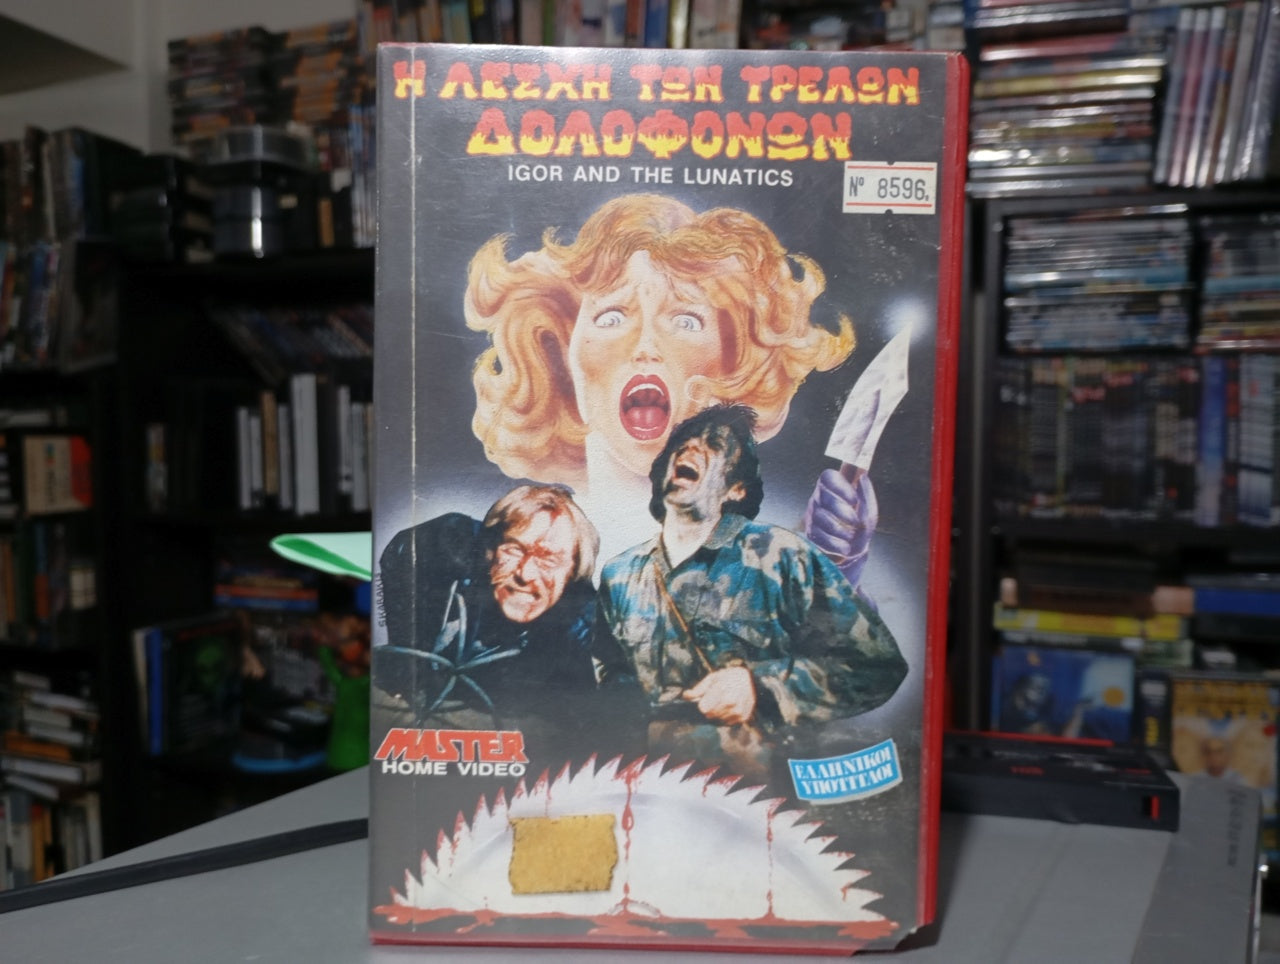 Η ΛΕΣΧΗ ΤΩΝ ΤΡΕΛΩΝ
ΔΟΛΟΦΟΝΩΝ
IGOR AND THE LUNATICS
Nº 8596
MASTER
HOME VIDEO
ΕΛΛΗΝΙΚΟΙ
ΥΠΟΤΙΤΛΟΙ